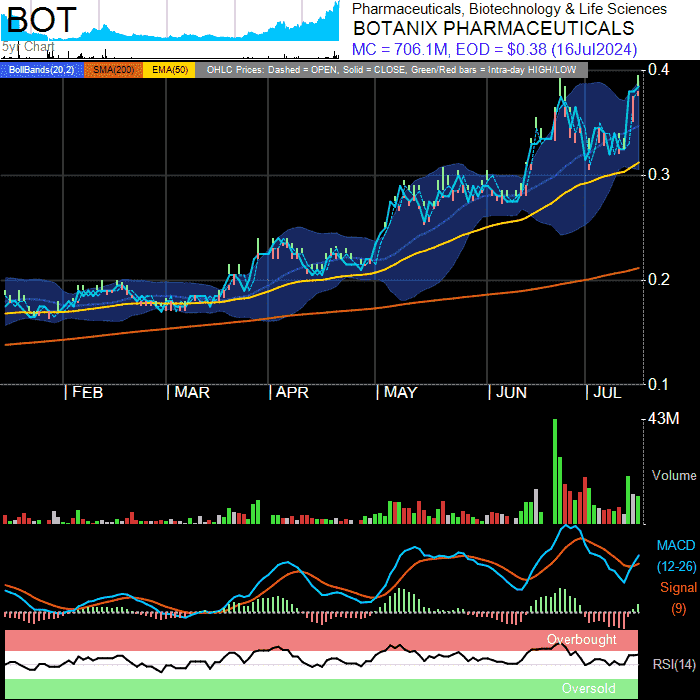 BOT
5yr Chart
Pharmaceuticals, Biotechnology & Life Sciences
BOTANIX PHARMACEUTICALS
MC = 706.1M, EOD = $0.38 (16Jul2024)
BollBands(20,2) SMA(200) EMA(50) OHLC Prices: Dashed = OPEN, Solid = CLOSE, Green/Red bars = Intra-day HIGH/LOW
0.4
0.3
0.2
0.1
| FEB | MAR | APR | MAY | JUN | JUL
43M
Volume
MACD
(12-26)
Signal
(9)
Overbought
RSI(14)
Oversold